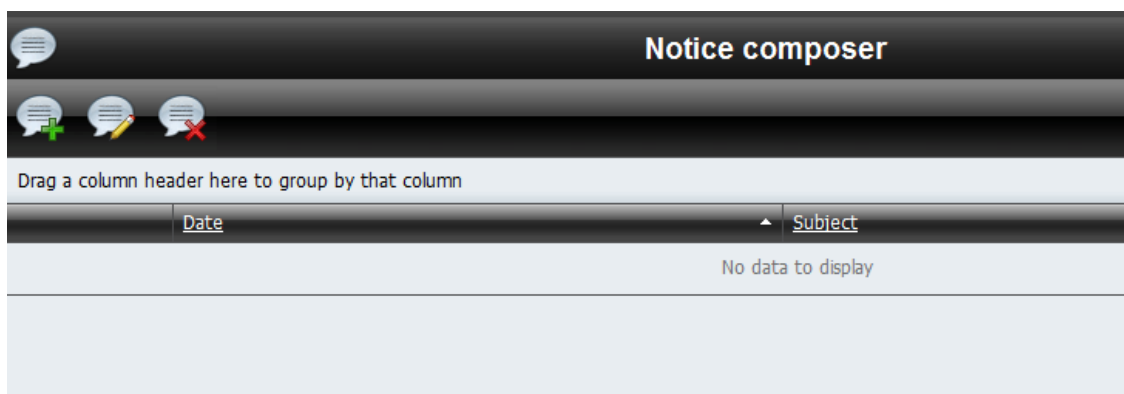 Notice composer
Drag a column header here to group by that column
Date Subject
No data to display